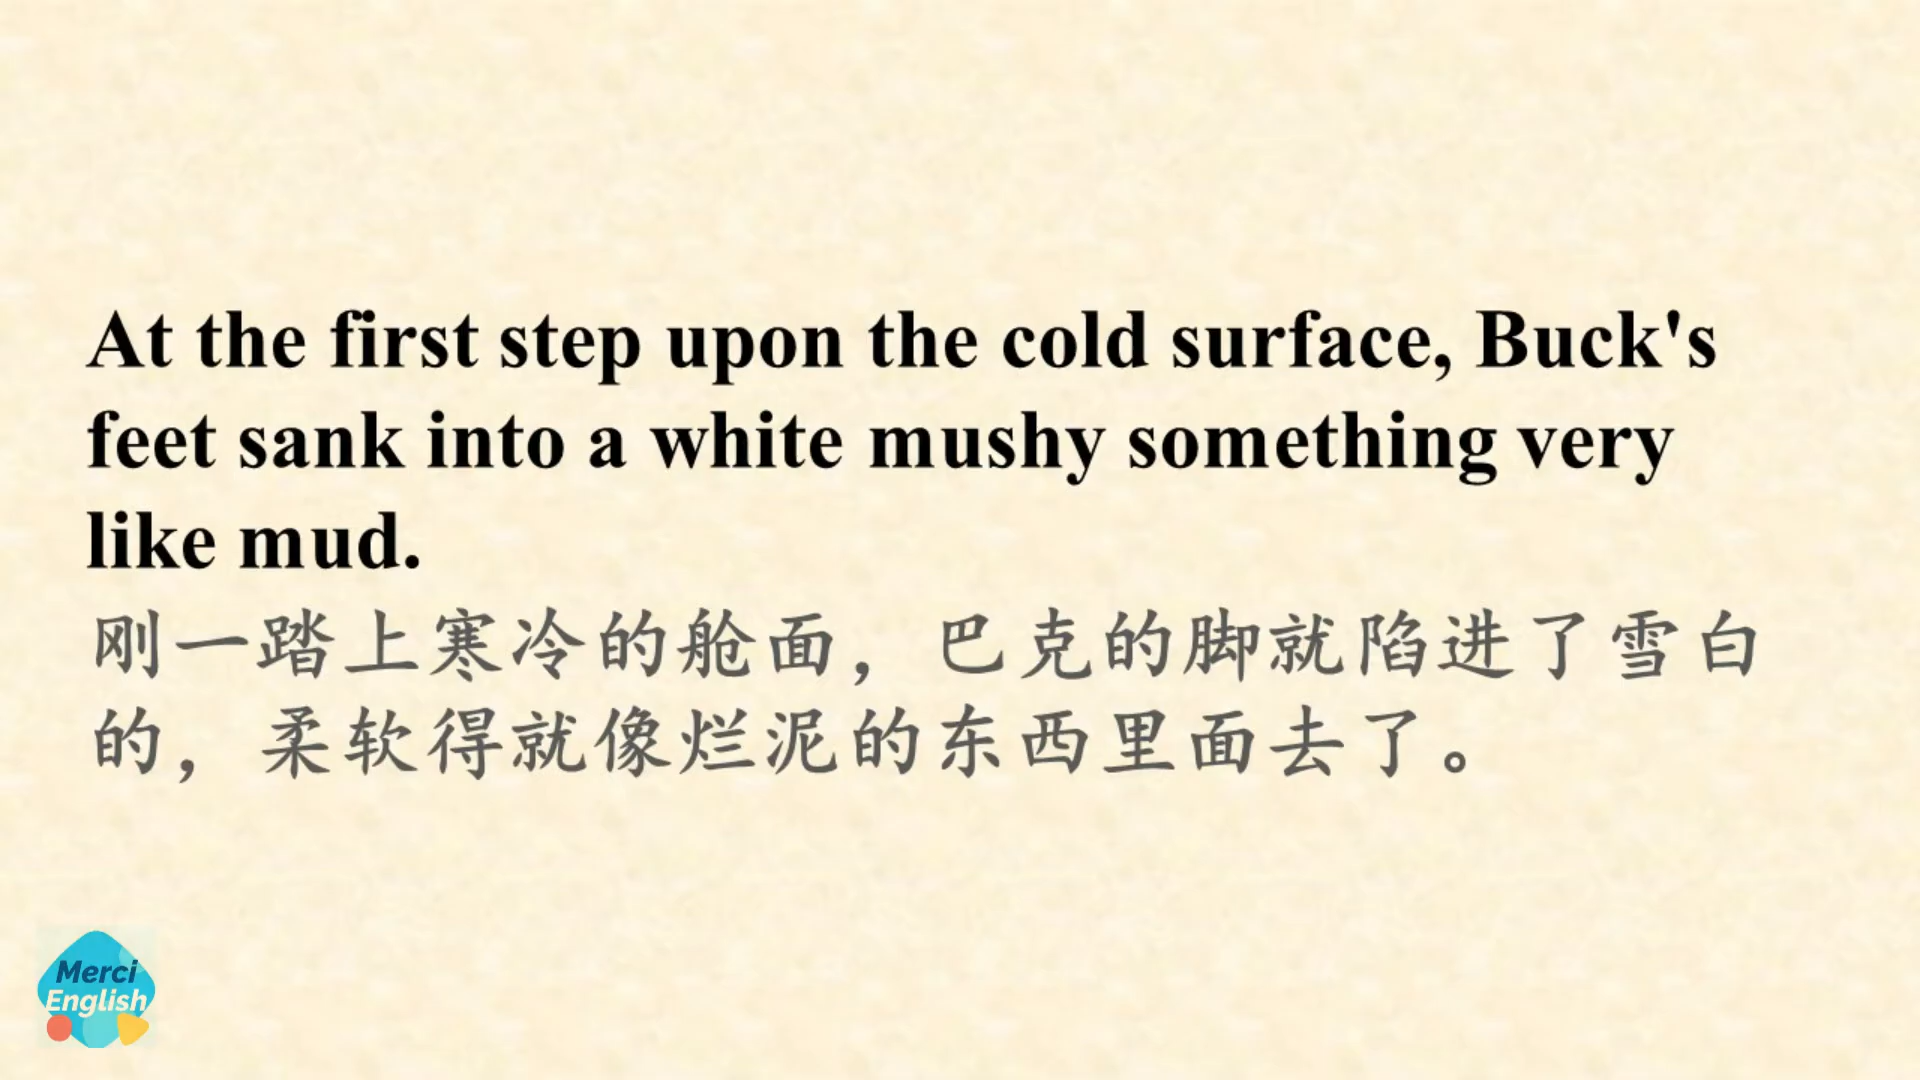 At the first step upon the cold surface, Buck's
feet sank into a white mushy something very
like mud.
刚一踏上寒冷的舱面，巴克的脚就陷进了雪白
的，柔软得就像烂泥的东西里面去了。
Merci
English